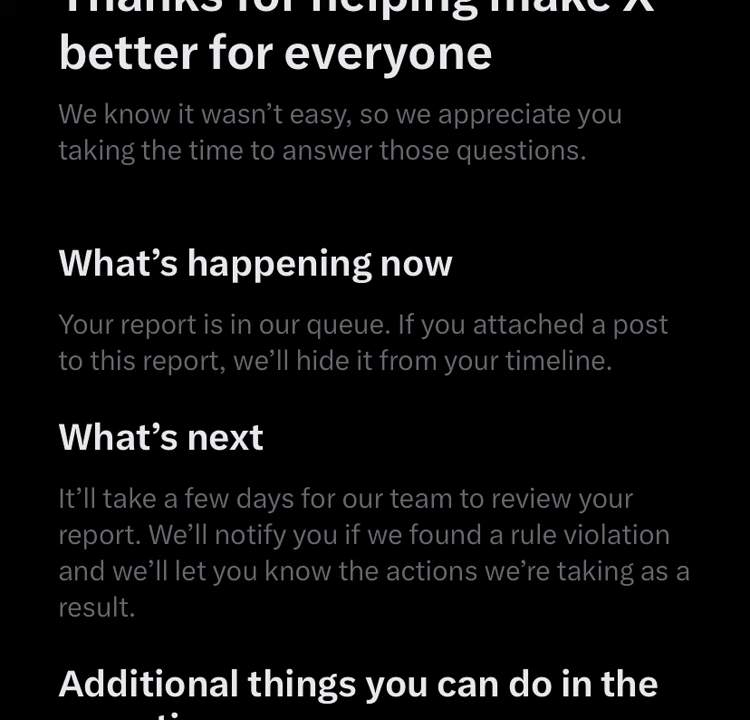 Thanks for helping make X
better for everyone
We know it wasn’t easy, so we appreciate you
taking the time to answer those questions.
What’s happening now
Your report is in our queue. If you attached a post
to this report, we’ll hide it from your timeline.
What’s next
It’ll take a few days for our team to review your
report. We’ll notify you if we found a rule violation
and we’ll let you know the actions we’re taking as a
result.
Additional things you can do in the